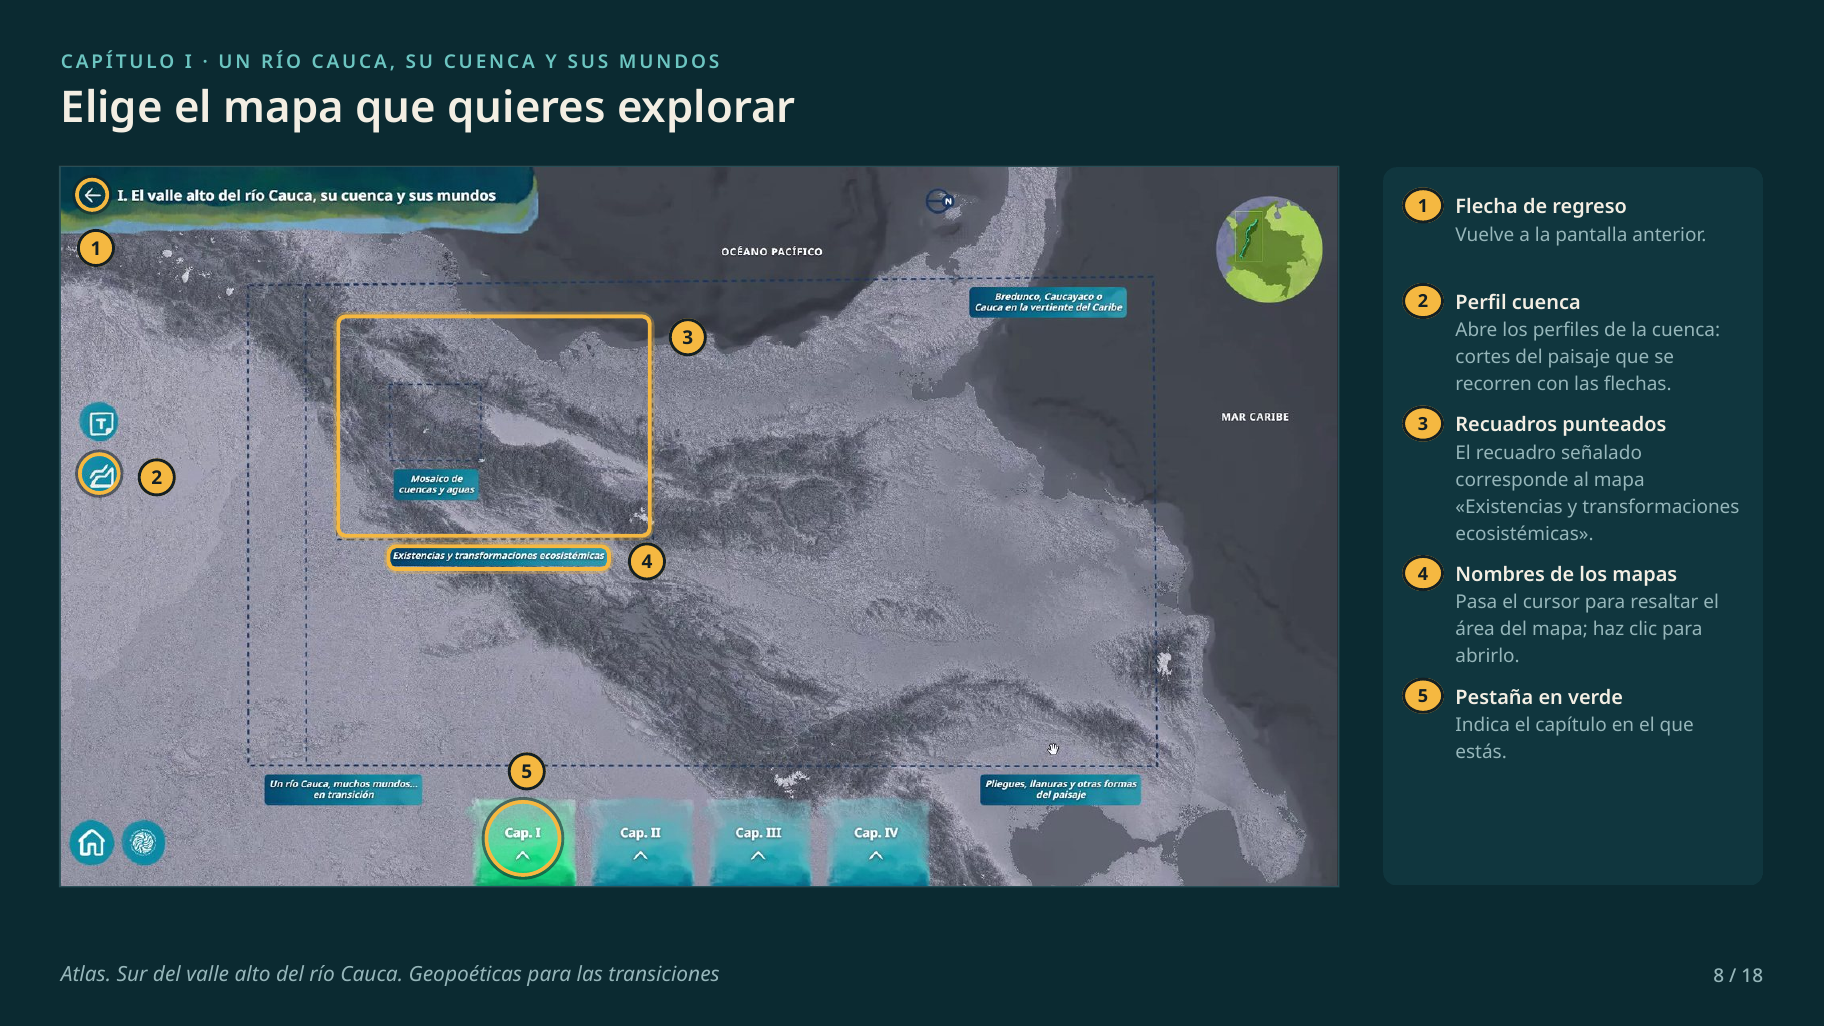 CAPÍTULO I · UN RÍO CAUCA, SU CUENCA Y SUS MUNDOS
Elige el mapa que quieres explorar
I. El valle alto del río Cauca, su cuenca y sus mundos
1
N
OCÉANO PACÍFICO
Bredunco, Caucayaco o
Cauca en la vertiente del Caribe
3
MAR CARIBE
T
2
Mosaico de
cuencas y aguas
Existencias y transformaciones ecosistémicas
4
5
Un río Cauca, muchos mundos...
en transición
Pliegues, llanuras y otras formas
del paisaje
Cap. I
Cap. II
Cap. III
Cap. IV
1
Flecha de regreso
Vuelve a la pantalla anterior.
2
Perfil cuenca
Abre los perfiles de la cuenca:
cortes del paisaje que se
recorren con las flechas.
3
Recuadros punteados
El recuadro señalado
corresponde al mapa
«Existencias y transformaciones
ecosistémicas».
4
Nombres de los mapas
Pasa el cursor para resaltar el
área del mapa; haz clic para
abrirlo.
5
Pestaña en verde
Indica el capítulo en el que
estás.
Atlas. Sur del valle alto del río Cauca. Geopoéticas para las transiciones
8 / 18